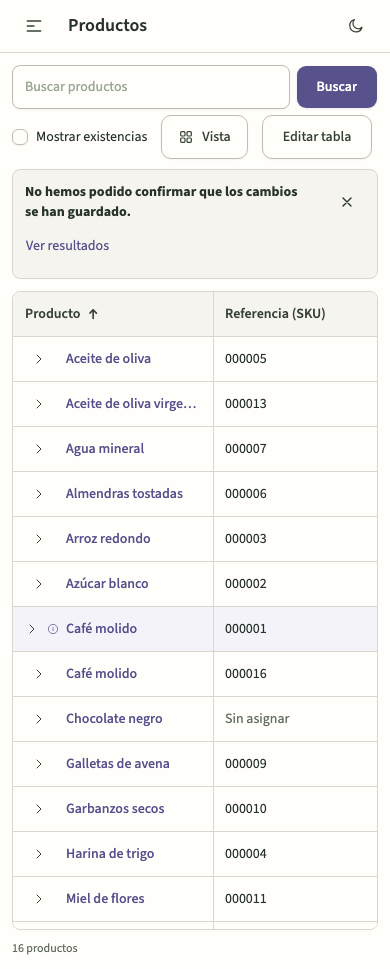 Productos
Buscar productos
Buscar
Mostrar existencias
Vista
Editar tabla
No hemos podido confirmar que los cambios
se han guardado.
Ver resultados
Producto
Referencia (SKU)
Aceite de oliva
000005
Aceite de oliva virge...
000013
Agua mineral
000007
Almendras tostadas
000006
Arroz redondo
000003
Azúcar blanco
000002
Café molido
000001
Café molido
000016
Chocolate negro
Sin asignar
Galletas de avena
000009
Garbanzos secos
000010
Harina de trigo
000004
Miel de flores
000011
16 productos